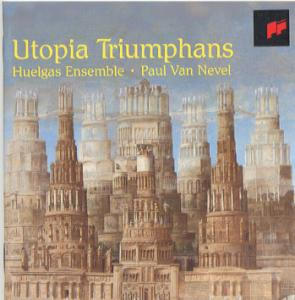 Utopia Triumphans
Huelgas Ensemble · Paul Van Nevel